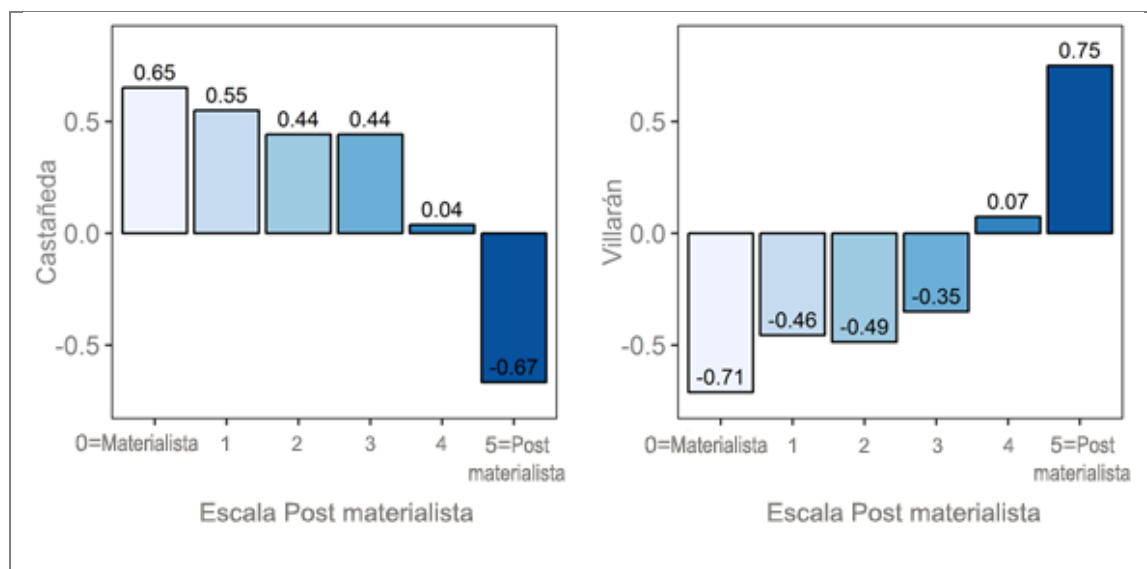 0.65
0.55
0.44
0.44
0.04
-0.67
0.5
0.0
-0.5
Castañeda
0=Materialista
1
2
3
4
5=Post
materialista
Escala Post materialista
0.75
0.07
-0.35
-0.46
-0.49
-0.71
0.5
0.0
-0.5
Villarán
0=Materialista
1
2
3
4
5=Post
materialista
Escala Post materialista